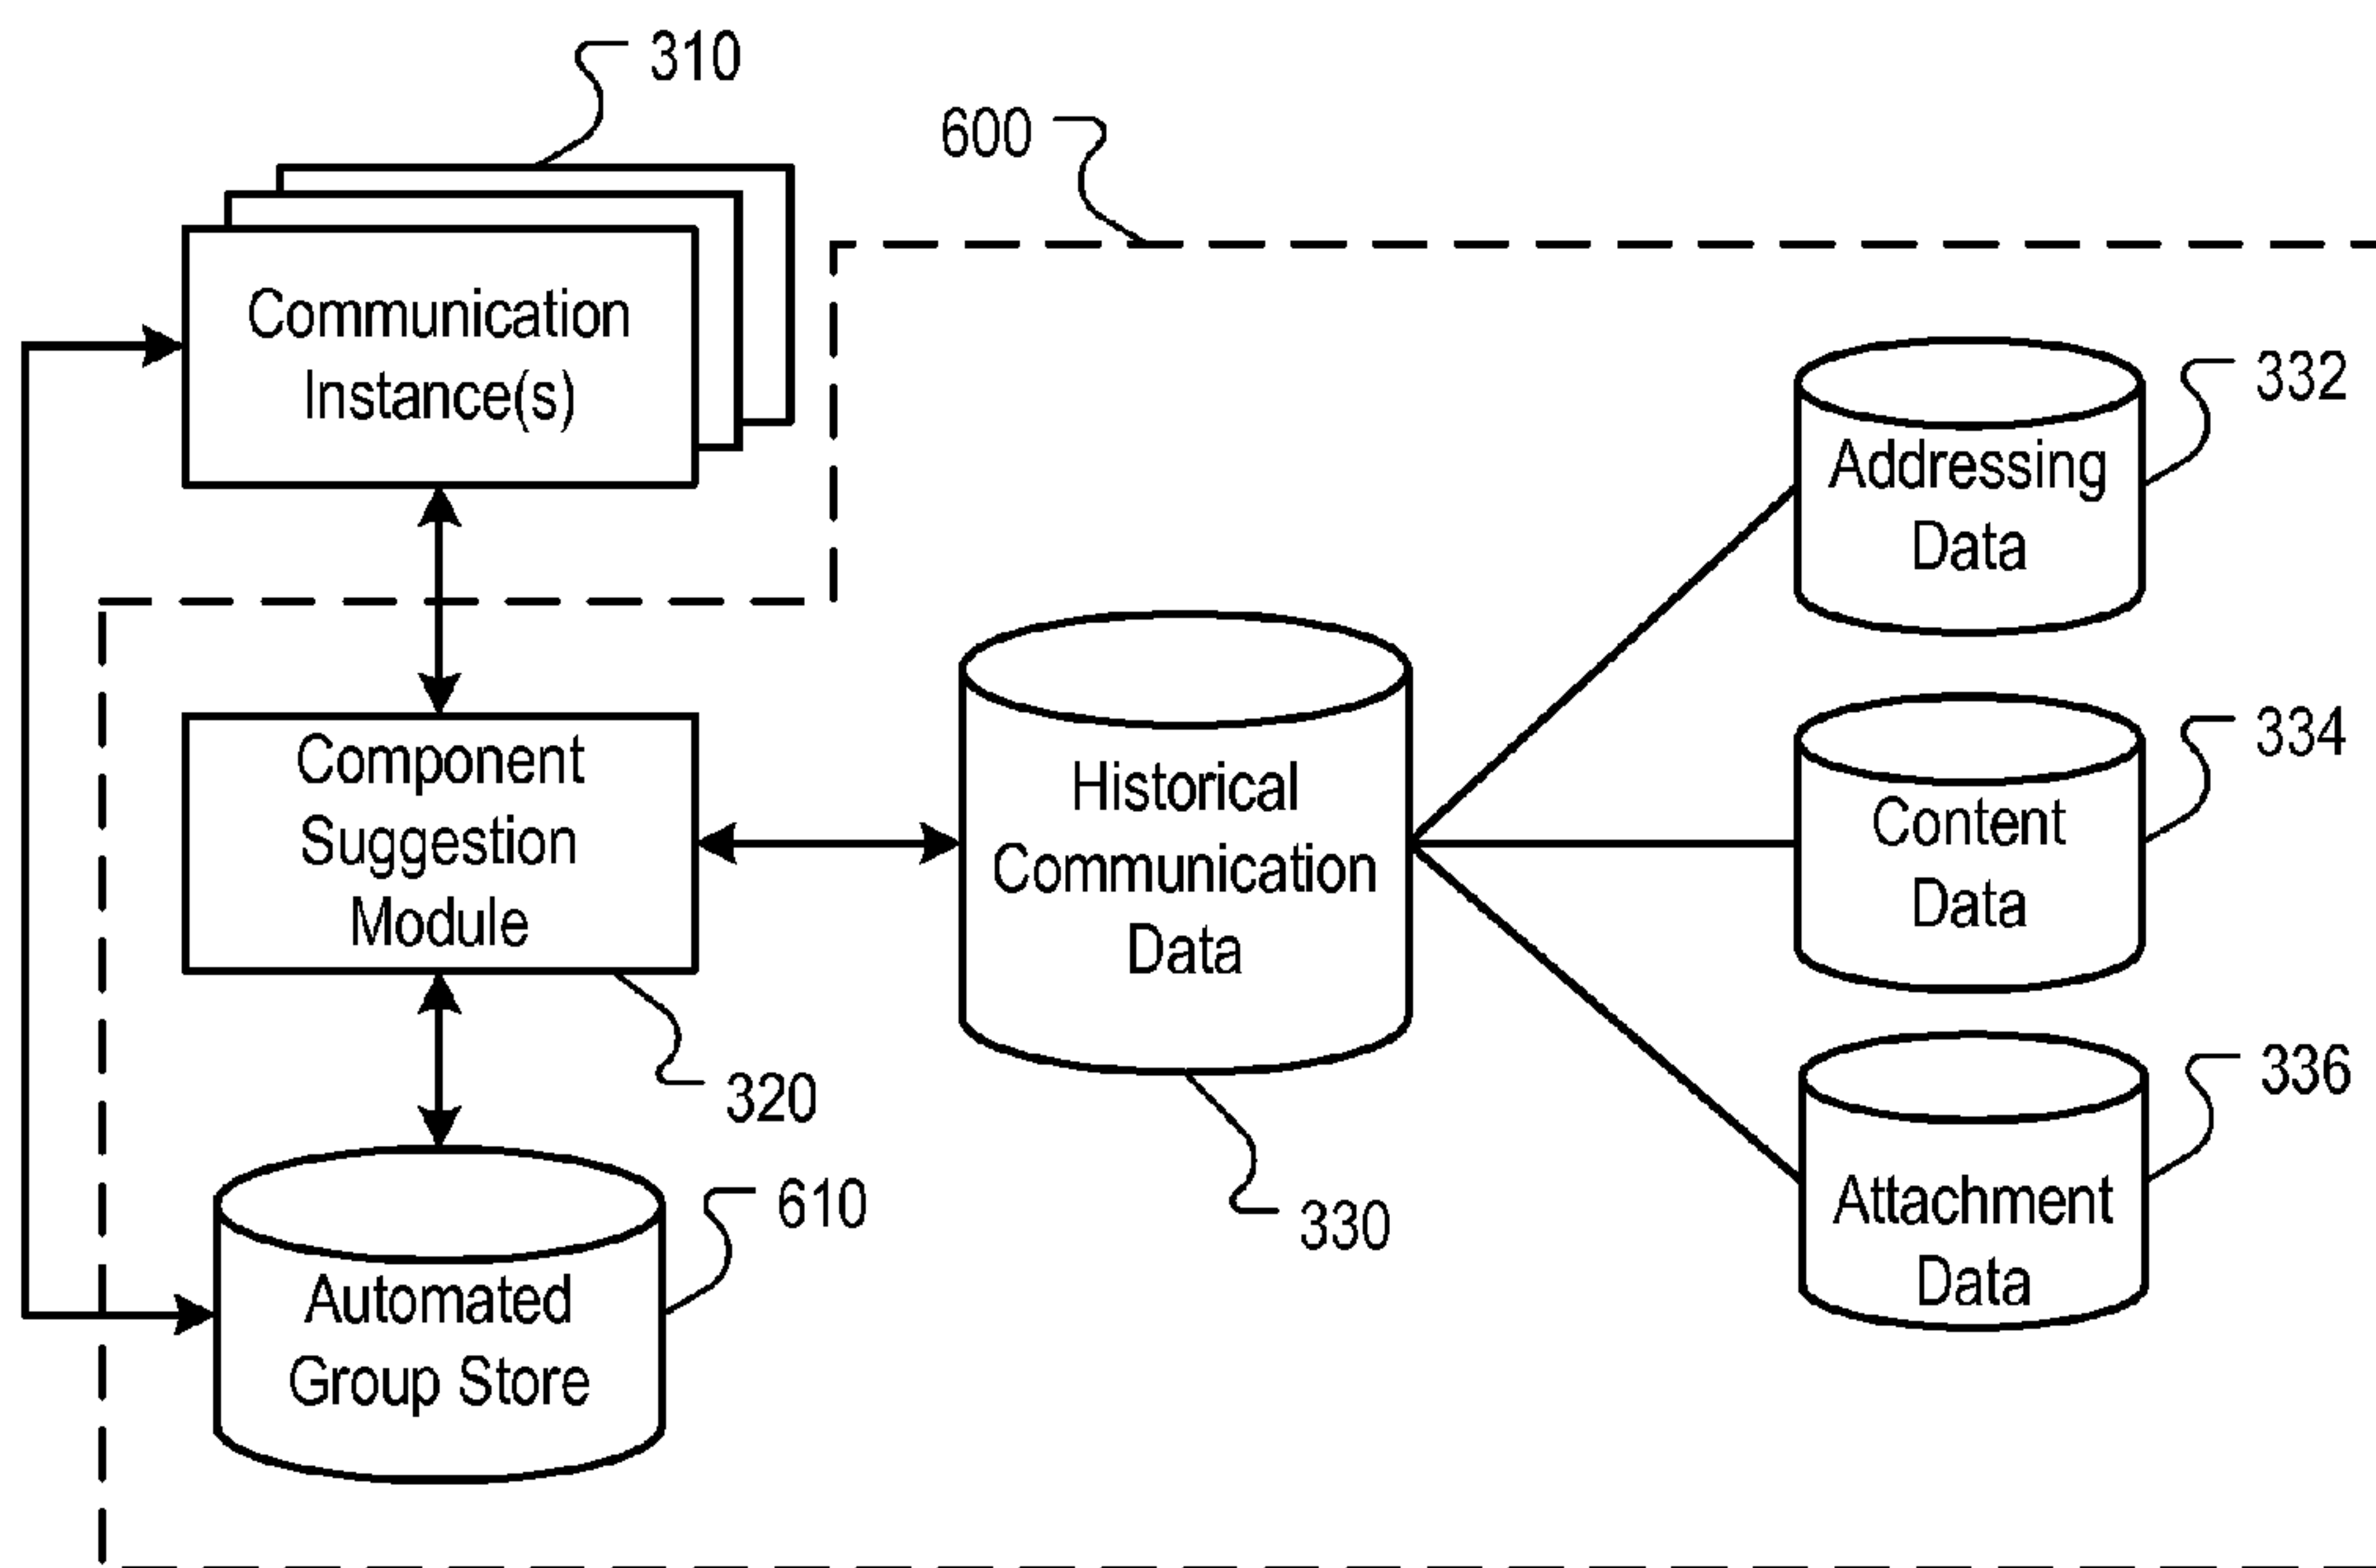 310
600
Communication
Instance(s)
332
Addressing
Data
Component
Suggestion
Module
320
Historical
Communication
Data
330
334
Content
Data
336
Attachment
Data
610
Automated
Group Store